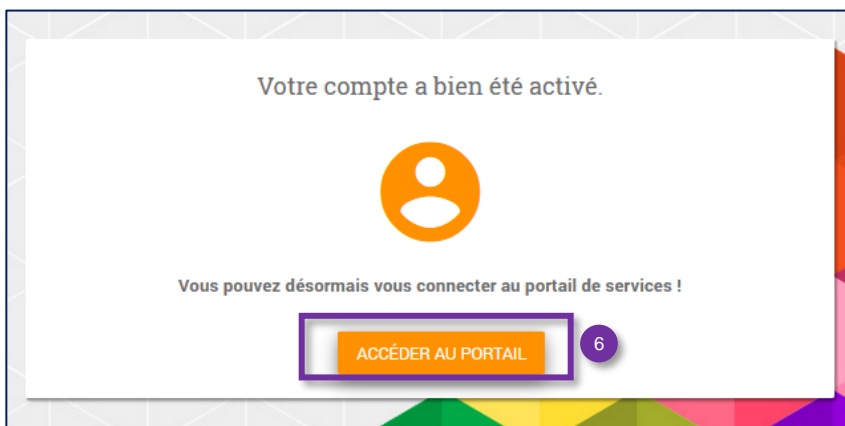 Votre compte a bien été activé.
Vous pouvez désormais vous connecter au portail de services !
ACCÉDER AU PORTAIL
6